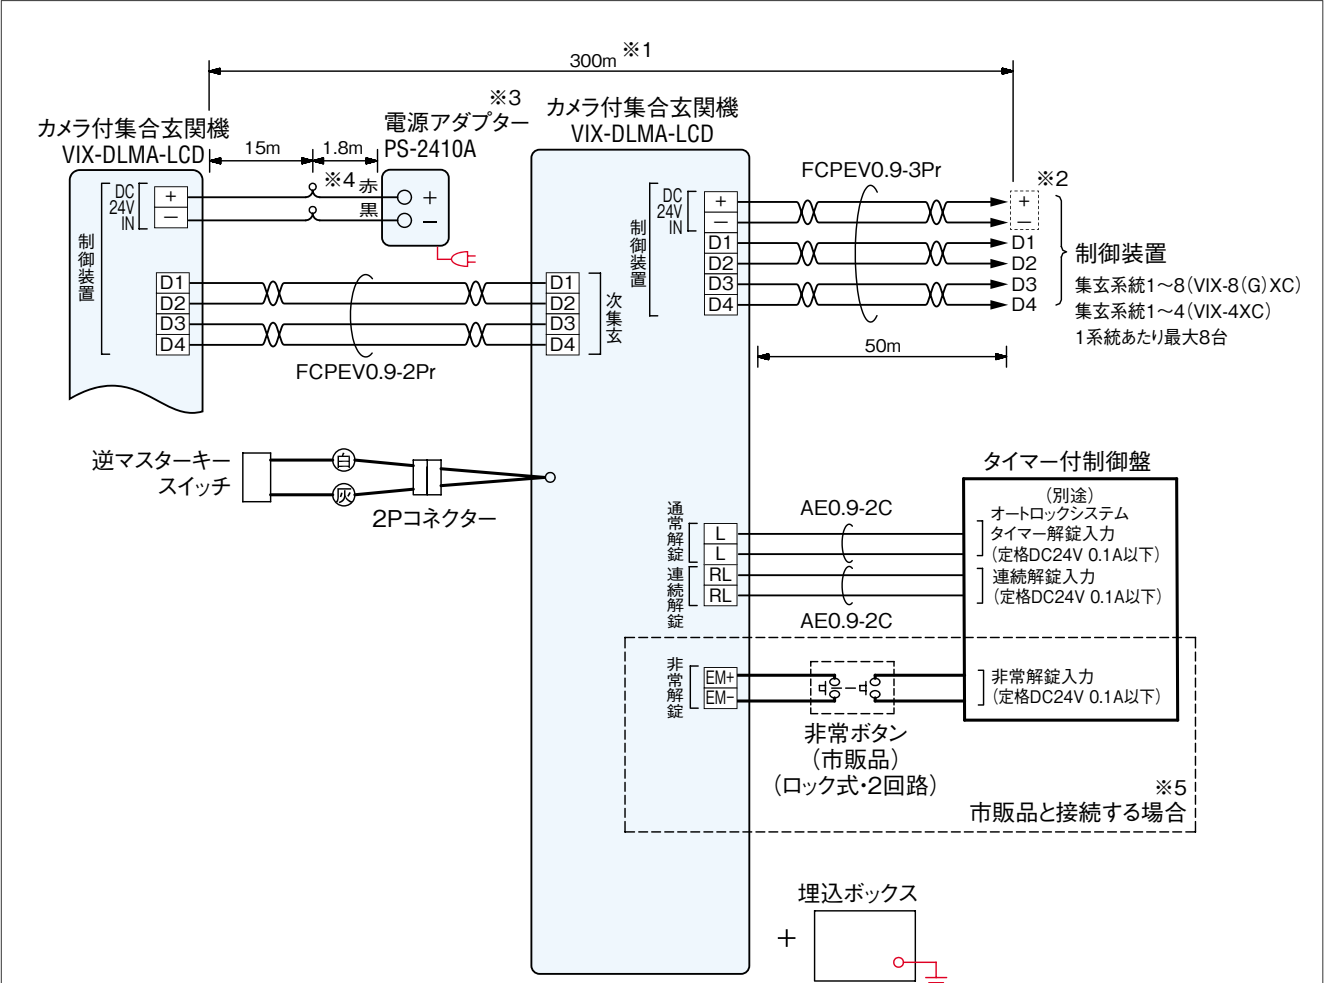 300m ※1
カメラ付集合玄関機
VIX-DLMA-LCD
15m
1.8m
※3
電源アダプター
PS-2410A
※4
赤
黒
+
−
制御装置
DC
24V
IN
+
−
D1
D2
D3
D4
FCPEV0.9-2Pr
カメラ付集合玄関機
VIX-DLMA-LCD
D1
D2
D3
D4
次集玄
制御装置
DC
24V
IN
+
−
D1
D2
D3
D4
FCPEV0.9-3Pr
50m
※2
+
−
D1
D2
D3
D4
制御装置
集玄系統1〜8(VIX-8(G)XC)
集玄系統1〜4(VIX-4XC)
1系統あたり最大8台
逆マスターキー
スイッチ
白
灰
2Pコネクター
通常解錠
L
L
連続解錠
RL
RL
AE0.9-2C
AE0.9-2C
タイマー付制御盤
(別途)
オートロックシステム
タイマー解錠入力
(定格DC24V 0.1A以下)
連続解錠入力
(定格DC24V 0.1A以下)
非常解錠
EM+
EM−
非常解錠入力
(定格DC24V 0.1A以下)
非常ボタン
(市販品)
(ロック式・2回路)
※5
市販品と接続する場合
埋込ボックス
+